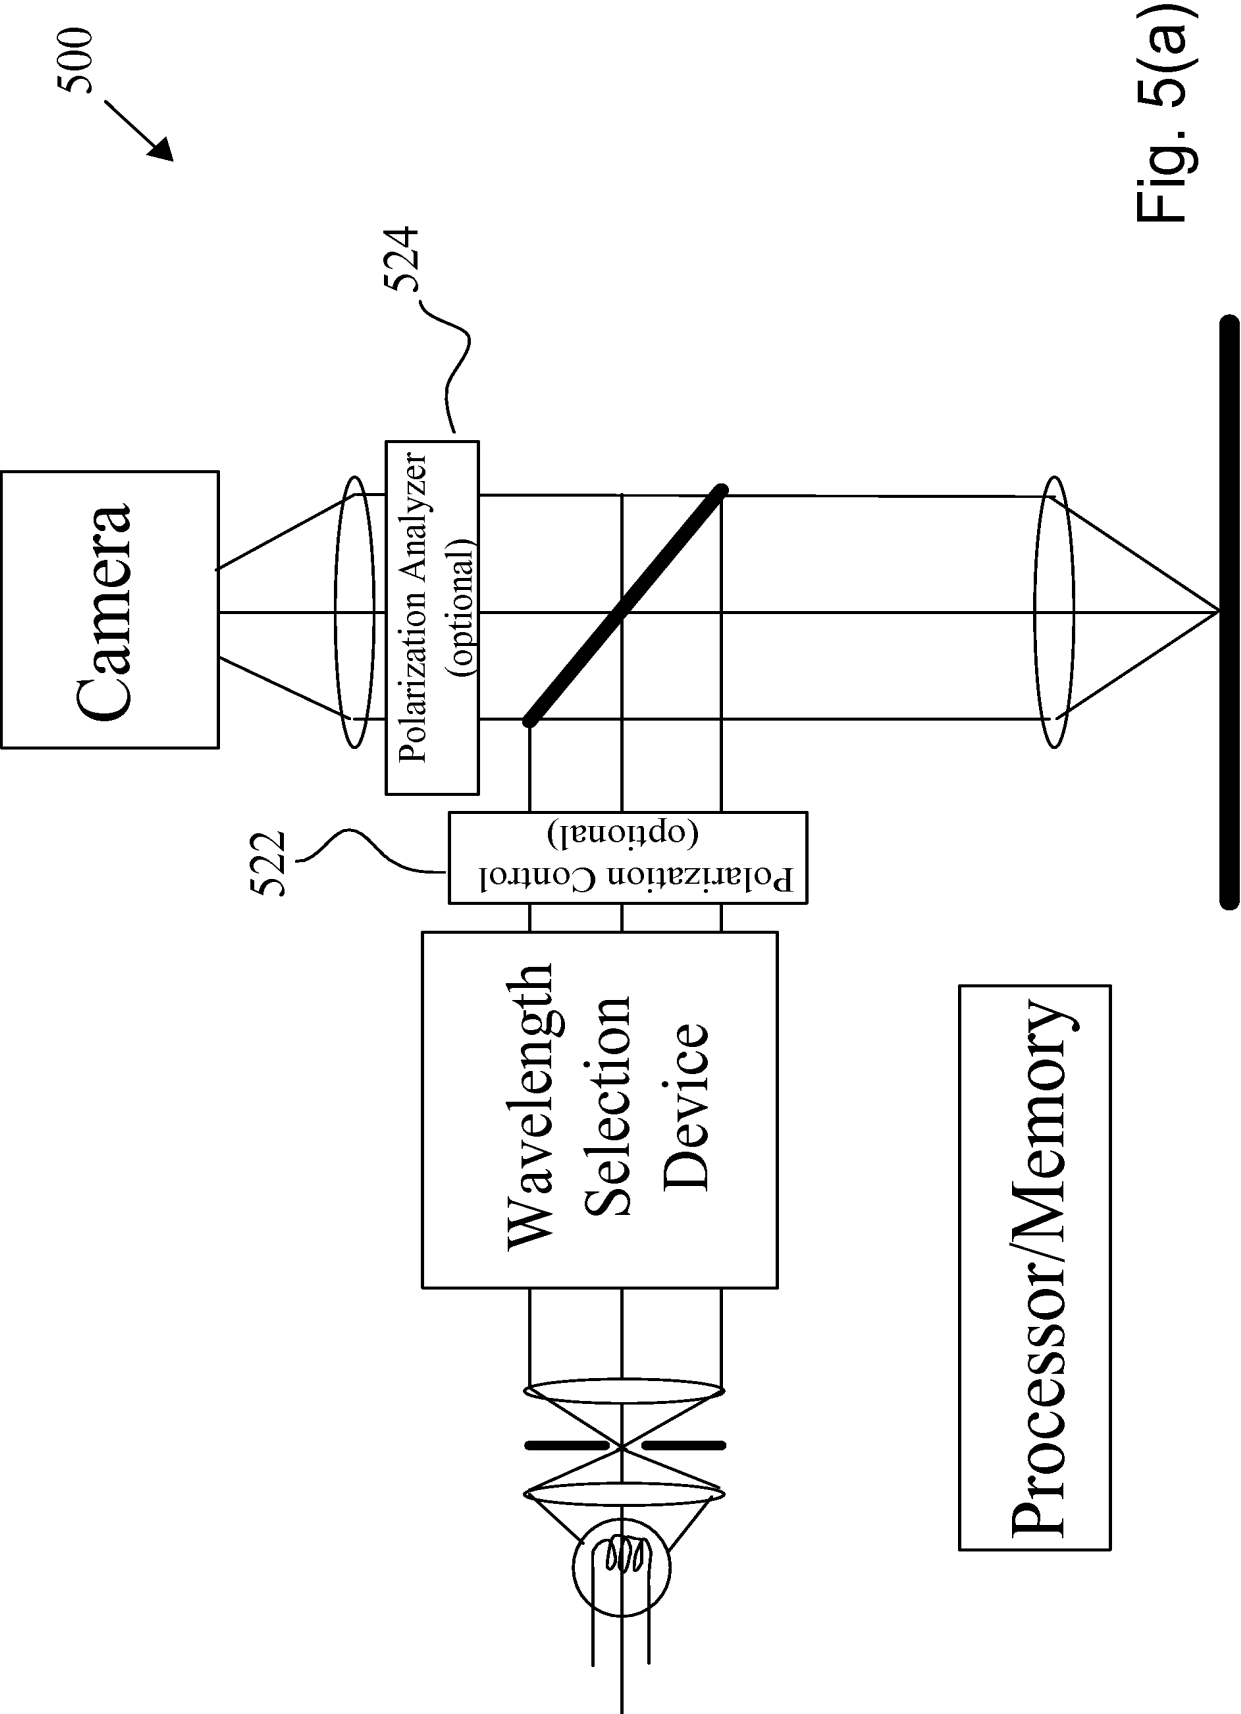 500
Camera
524
Polarization Analyzer
(optional)
522
Polarization Control
(optional)
Wavelength
Selection
Device
Processor/Memory
Fig. 5(a)